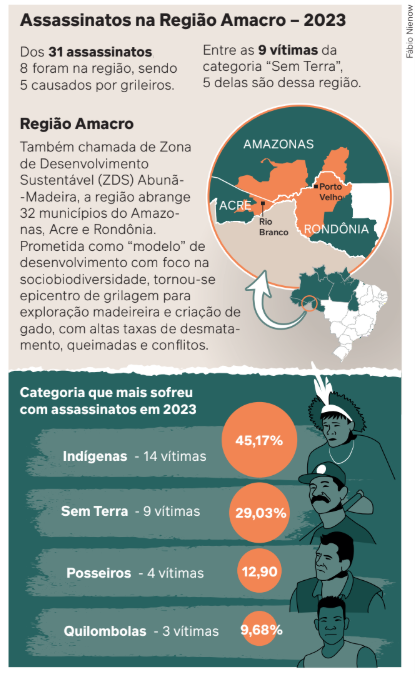 Fábio Nienow
Assassinatos na Região Amacro – 2023
Dos 31 assassinatos
8 foram na região, sendo
5 causados por grileiros.
Entre as 9 vítimas da
categoria “Sem Terra”,
5 delas são dessa região.
Região Amacro
Também chamada de Zona
de Desenvolvimento
Sustentável (ZDS) Abunã-
-Madeira, a região abrange
32 municípios do Amazo-
nas, Acre e Rondônia.
Prometida como “modelo” de
desenvolvimento com foco na
sociobiodiversidade, tornou-se
epicentro de grilagem para
exploração madeireira e criação de
gado, com altas taxas de desmata-
mento, queimadas e conflitos.
AMAZONAS
ACRE
Porto
Velho
Rio
Branco
RONDÔNIA
Categoria que mais sofreu
com assassinatos em 2023
Indígenas - 14 vítimas
45,17%
Sem Terra - 9 vítimas
29,03%
Posseiros - 4 vítimas
12,90
Quilombolas - 3 vítimas
9,68%